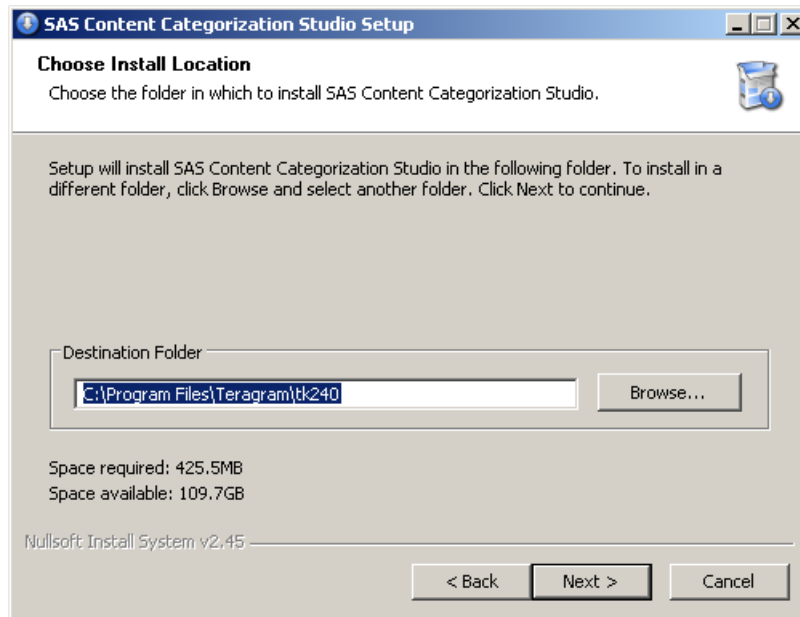 SAS Content Categorization Studio Setup
Choose Install Location
Choose the folder in which to install SAS Content Categorization Studio.
Setup will install SAS Content Categorization Studio in the following folder. To install in a
different folder, click Browse and select another folder. Click Next to continue.
Destination Folder
C:\Program Files\Teragram\tk240
Browse...
Space required: 425.5MB
Space available: 109.7GB
Nullsoft Install System v2.45
< Back
Next >
Cancel